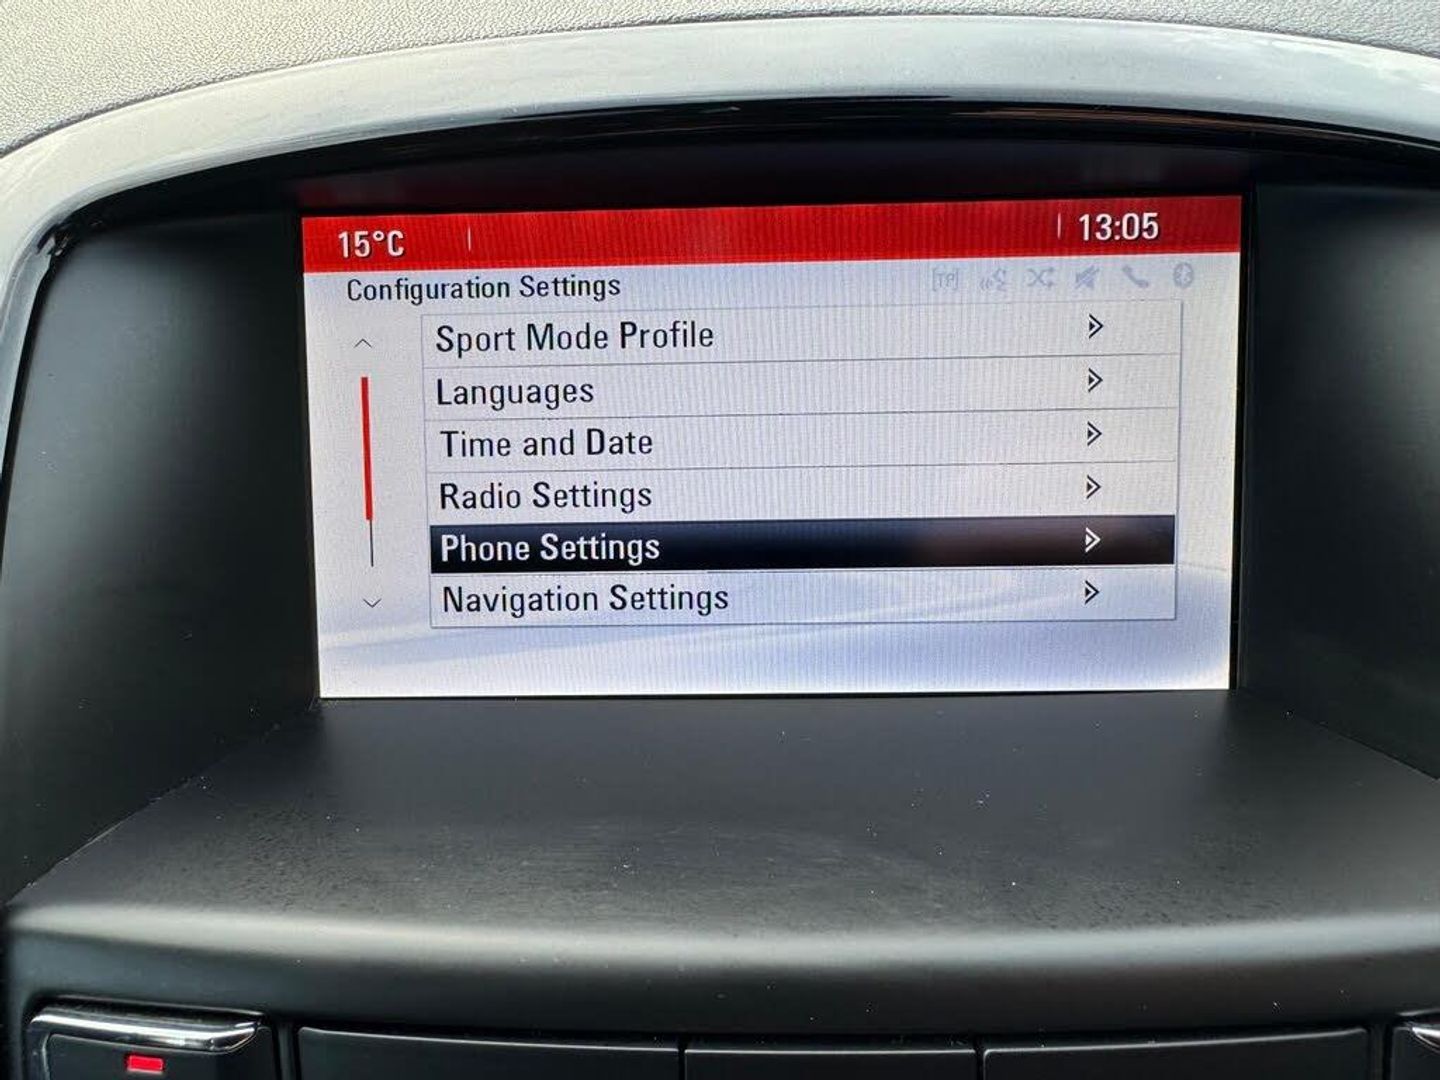 15°C
13:05
Configuration Settings
[TP]
Sport Mode Profile
Languages
Time and Date
Radio Settings
Phone Settings
Navigation Settings